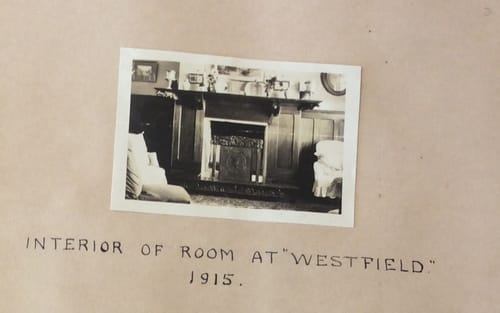 INTERIOR OF ROOM AT "WESTFIELD."
1915.